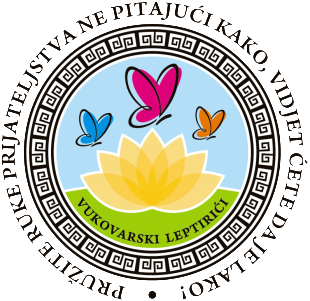 PRUŽITE RUKE PRIJATELJSTVA NE PITAJUĆI KAKO, VIDJET ĆETE DA JE LAKO!
VUKOVARSKI LEPTIRIĆI